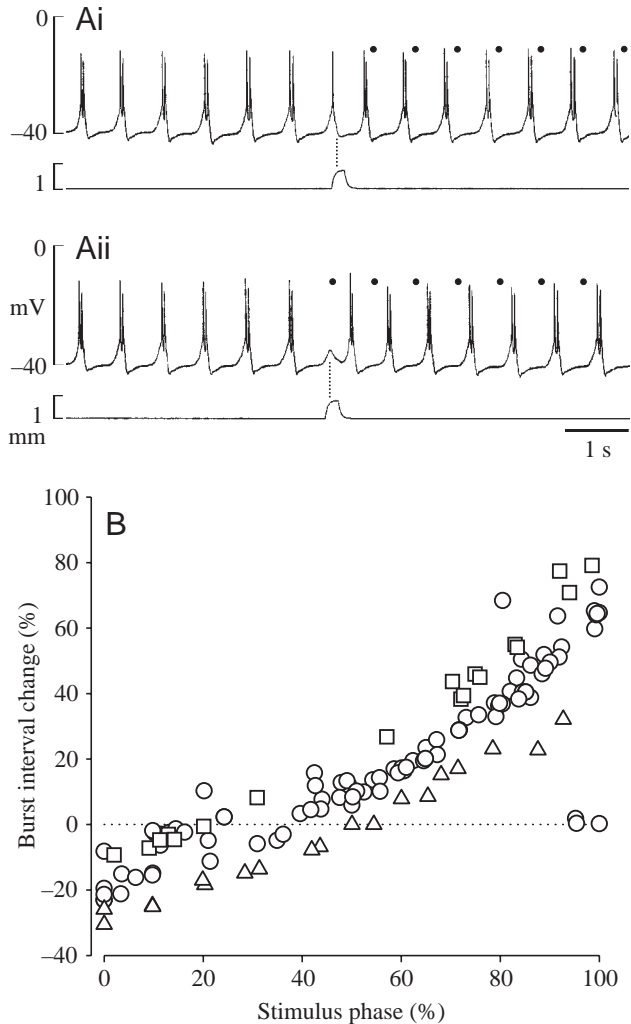 0
Ai
–40
1
0
Aii
mV
–40
1
mm
1 s
100
B
80
60
40
20
0
–20
–40
Burst interval change (%)
0 20 40 60 80 100
Stimulus phase (%)